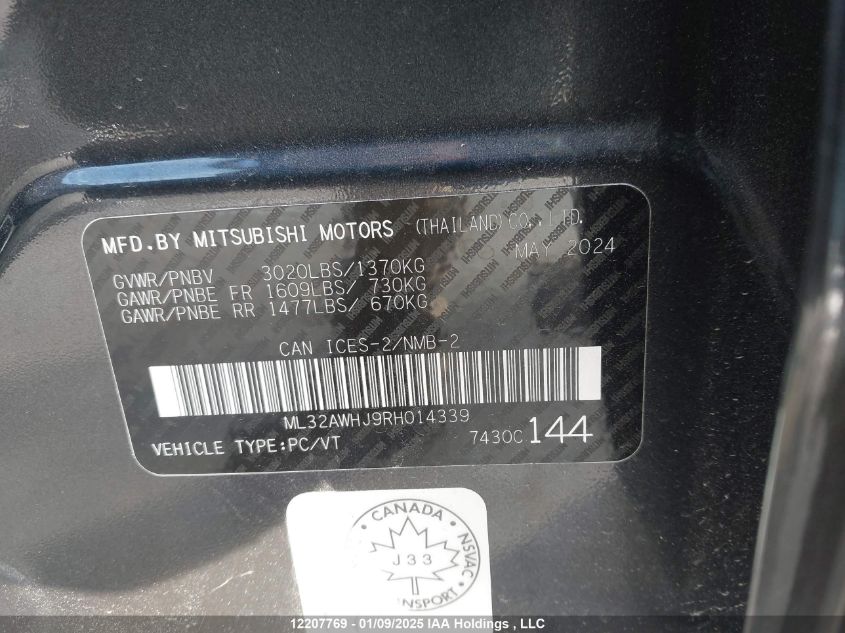 MFD.BY MITSUBISHI MOTORS (THAILAND) CO., LTD.
MAY 2024
GVWR/PNBV 3020LBS/1370KG
GAWR/PNBE FR 1609LBS/ 730KG
GAWR/PNBE RR 1477LBS/ 670KG
CAN ICES-2/NMB-2
ML32AWHJ9RH014339
VEHICLE TYPE:PC/VT 7430C 144
CANADA
NSVAC
J33
12207769 - 01/09/2025 IAA Holdings , LLC